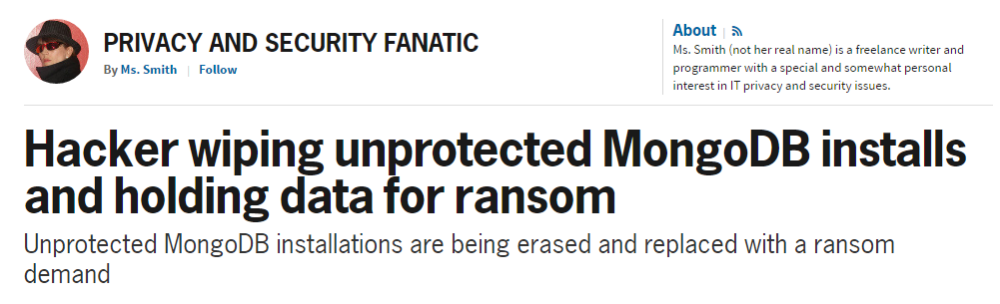 PRIVACY AND SECURITY FANATIC
By Ms. Smith | Follow
About |
Ms. Smith (not her real name) is a freelance writer and
programmer with a special and somewhat personal
interest in IT privacy and security issues.
Hacker wiping unprotected MongoDB installs
and holding data for ransom
Unprotected MongoDB installations are being erased and replaced with a ransom
demand